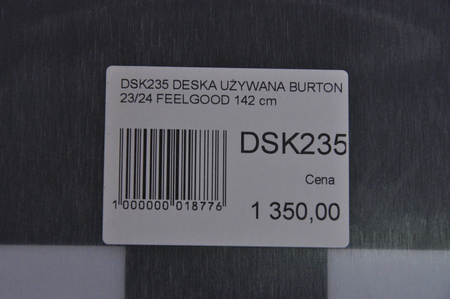 DSK235 DESKA UŻYWANA BURTON
23/24 FEELGOOD 142 cm
DSK235
Cena
1 000000 018776
1 350,00